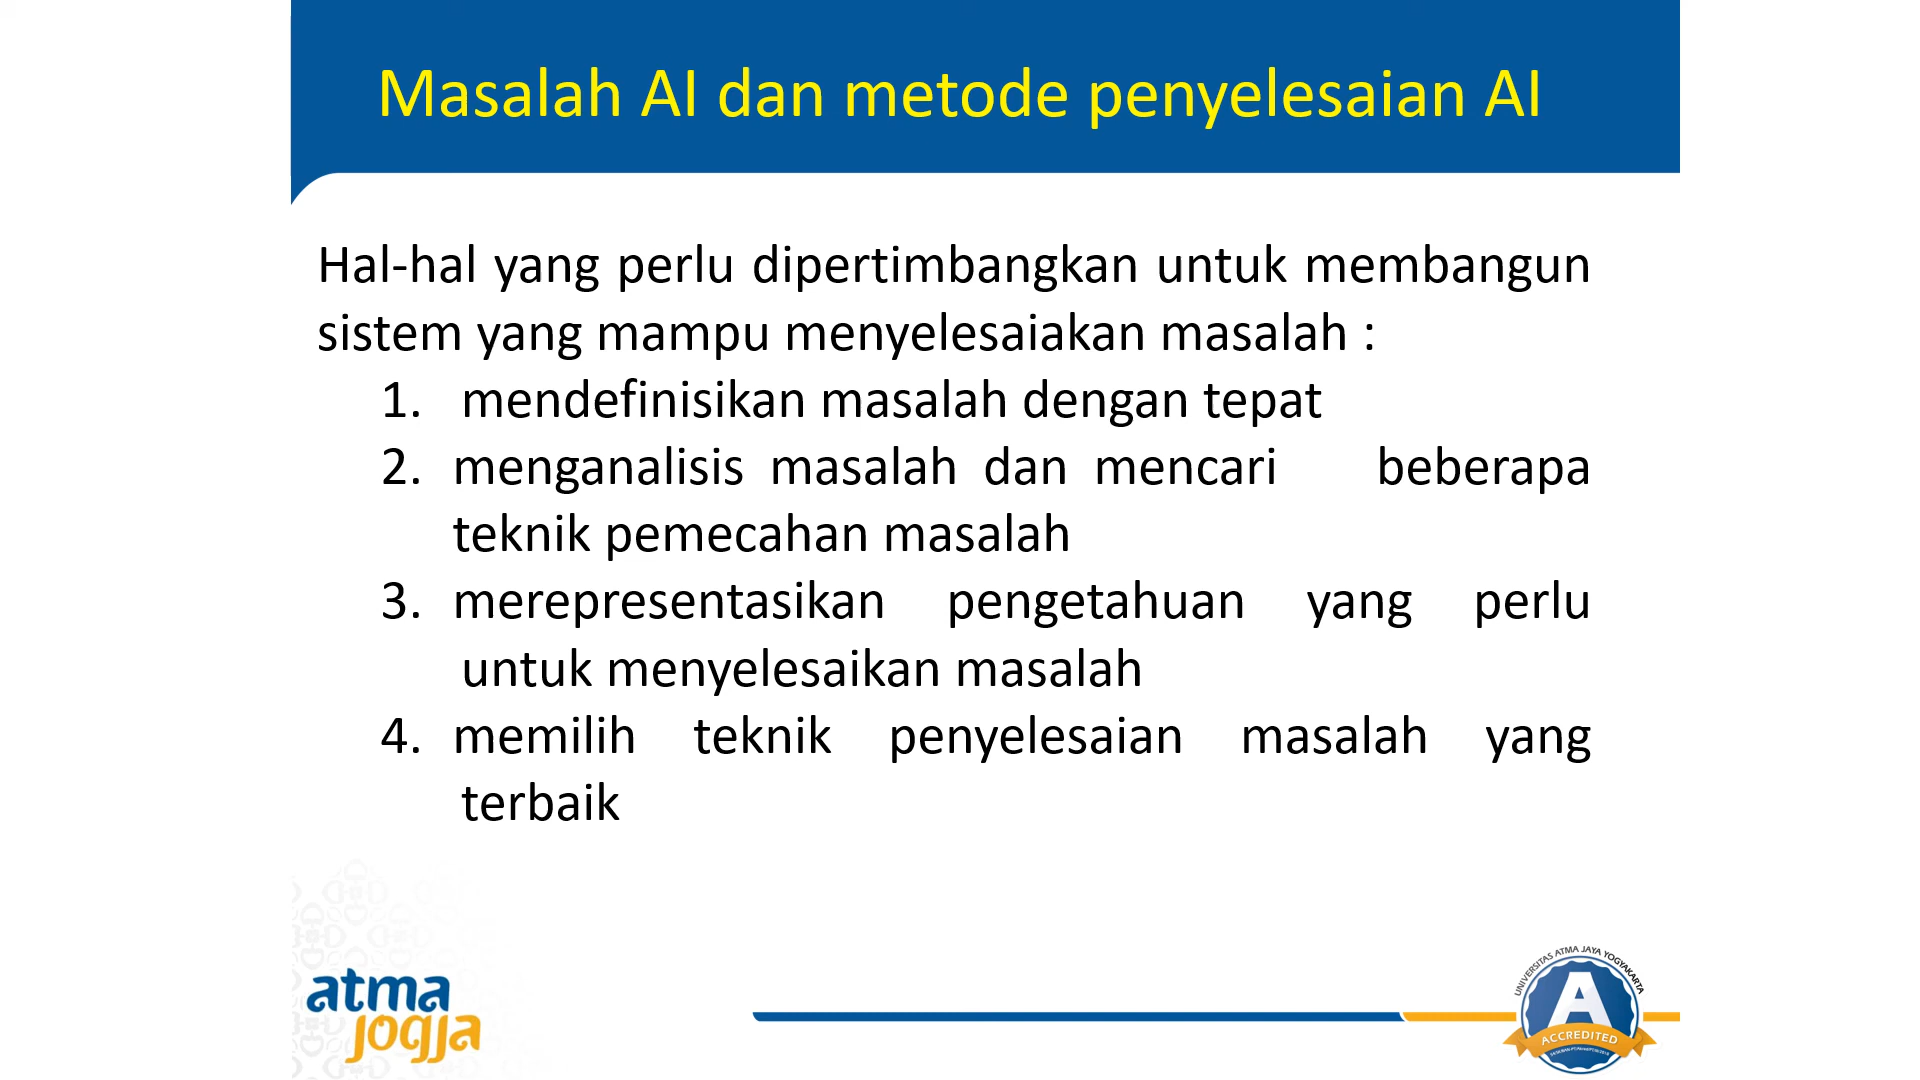 Masalah AI dan metode penyelesaian AI
Hal-hal yang perlu dipertimbangkan untuk membangun
sistem yang mampu menyelesaiakan masalah :
1. mendefinisikan masalah dengan tepat
2. menganalisis masalah dan mencari beberapa
teknik pemecahan masalah
3. merepresentasikan pengetahuan yang perlu
untuk menyelesaikan masalah
4. memilih teknik penyelesaian masalah yang
terbaik
atma
jogja
UNIVERSITAS ATMA JAYA YOGYAKARTA
A
ACCREDITED